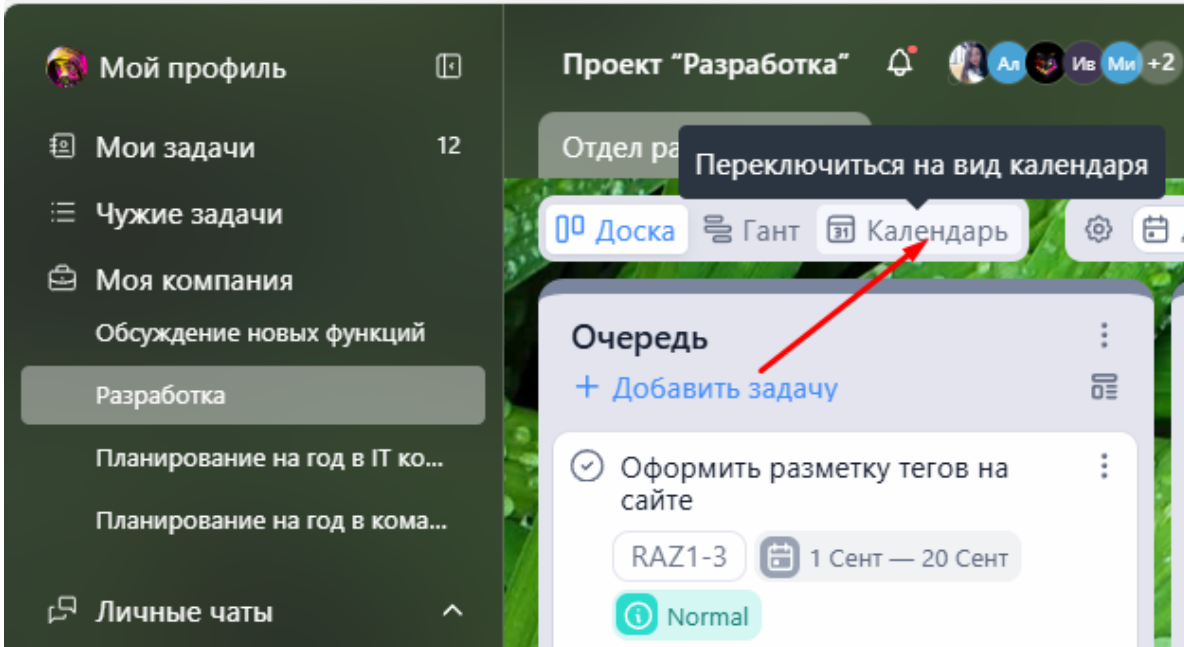 Мой профиль
Мои задачи 12
Чужие задачи
Моя компания
Обсуждение новых функций
Разработка
Планирование на год в IT ко...
Планирование на год в кома...
Личные чаты
Проект “Разработка”
Ал
Ив
Ми
+2
Отдел ра
Переключиться на вид календаря
Доска
Гант
31 Календарь
Очередь
+ Добавить задачу
Оформить разметку тегов на
сайте
RAZ1-3
1 Сент — 20 Сент
Normal